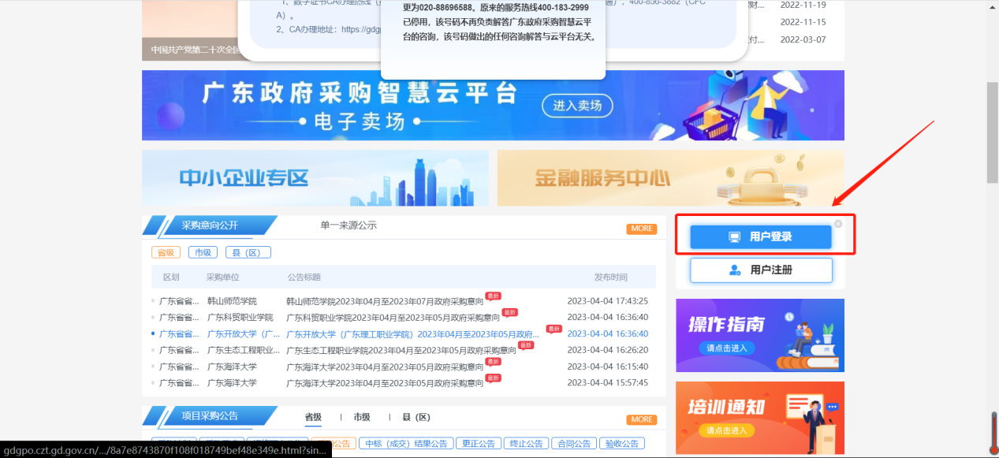 1、数字证书CA办理热线
400-856-3882（CFC
A）。
2、CA办理地址：https://gdgp
更为020-88696588。原来的服务热线400-183-2999
已停用，该号码不再负责解答广东政府采购智慧云平
台的咨询，该号码做出的任何咨询解答与云平台无关。
2022-11-19
2022-11-15
付... 2022-03-07
中国共产党第二十次全国
广东政府采购智慧云平台
电子卖场
进入卖场
中小企业专区
金融服务中心
采购意向公开 单一来源公示 MORE
用户登录
省级 市级 县（区）
用户注册
区划 采购单位 公告标题 发布时间
广东省省... 韩山师范学院 韩山师范学院2023年04月至2023年07月政府采购意向 最新 2023-04-04 17:43:25
广东省省... 广东科贸职业学院 广东科贸职业学院2023年04月至2023年05月政府采购意向 最新 2023-04-04 16:36:40
广东省省... 广东开放大学（广... 广东开放大学（广东理工职业学院）2023年04月至2023年05月政府... 最新 2023-04-04 16:36:40
广东省省... 广东生态工程职业... 广东生态工程职业学院2023年04月至2023年05月政府采购意向 最新 2023-04-04 16:26:20
广东省省... 广东海洋大学 广东海洋大学2023年04月至2023年05月政府采购意向 最新 2023-04-04 16:15:40
广东省省... 广东海洋大学 广东海洋大学2023年04月至2023年05月政府采购意向 最新 2023-04-04 15:57:45
操作指南
请点击进入
培训通知
请点击进入
项目采购公告 省级 市级 县（区） MORE
公告 中标（成交）结果公告 更正公告 终止公告 合同公告 验收公告
gdgpo.czt.gd.gov.cn/.../8a7e8743870f108f018749bef48e349e.html?sin...